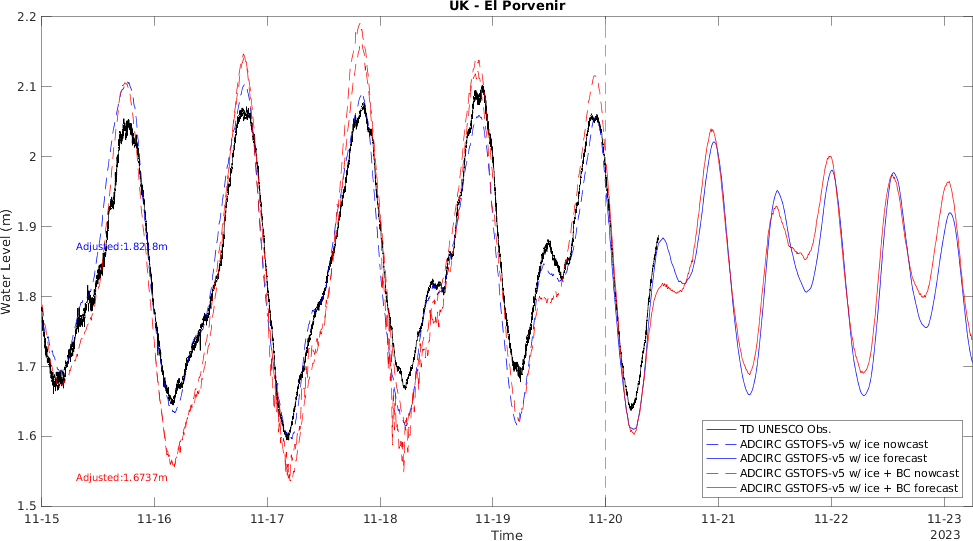 UK - El Porvenir
2.2
2.1
2
1.9
1.8
1.7
1.6
1.5
Water Level (m)
Adjusted:1.8218m
Adjusted:1.6737m
TD UNESCO Obs.
ADCIRC GSTOFS-v5 w/ ice nowcast
ADCIRC GSTOFS-v5 w/ ice forecast
ADCIRC GSTOFS-v5 w/ ice + BC nowcast
ADCIRC GSTOFS-v5 w/ ice + BC forecast
11-15 11-16 11-17 11-18 11-19 11-20 11-21 11-22 11-23
Time
2023